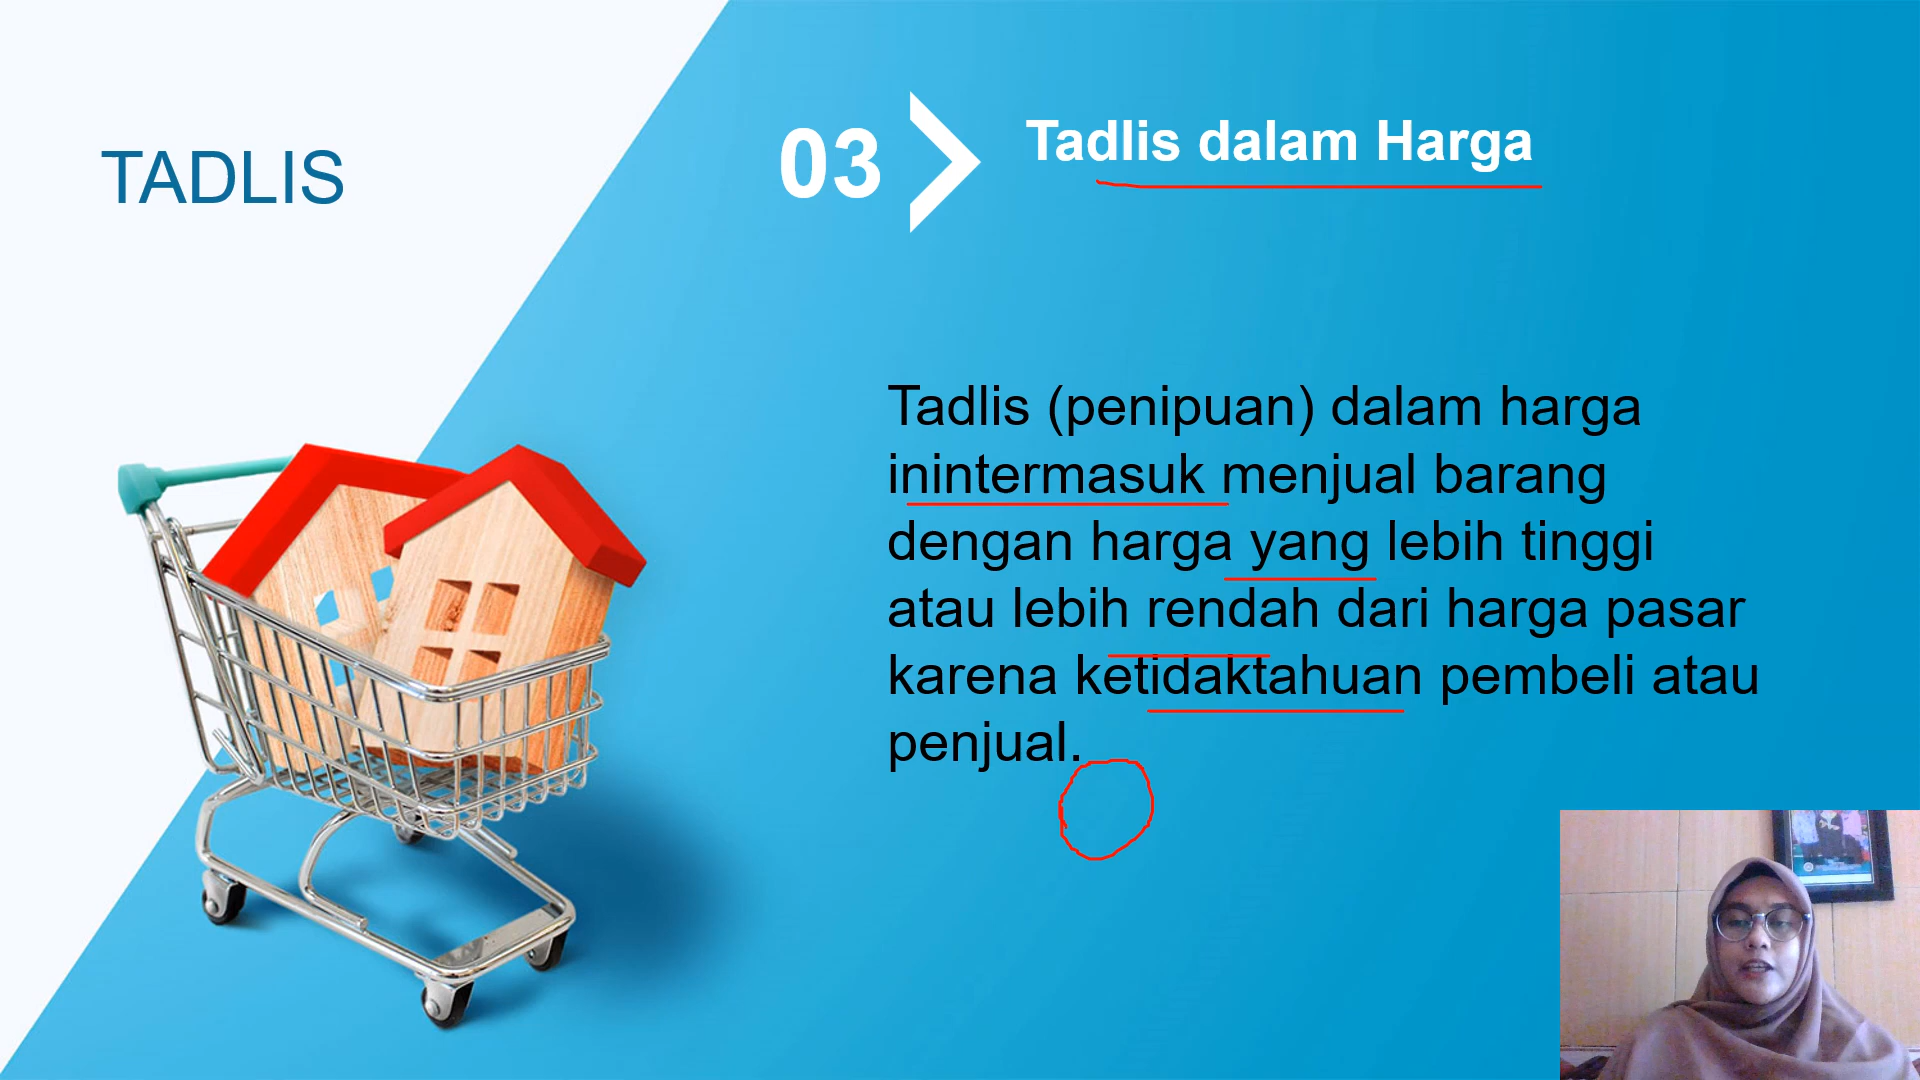 TADLIS
03
Tadlis dalam Harga
Tadlis (penipuan) dalam harga
inintermasuk menjual barang
dengan harga yang lebih tinggi
atau lebih rendah dari harga pasar
karena ketidaktahuan pembeli atau
penjual.